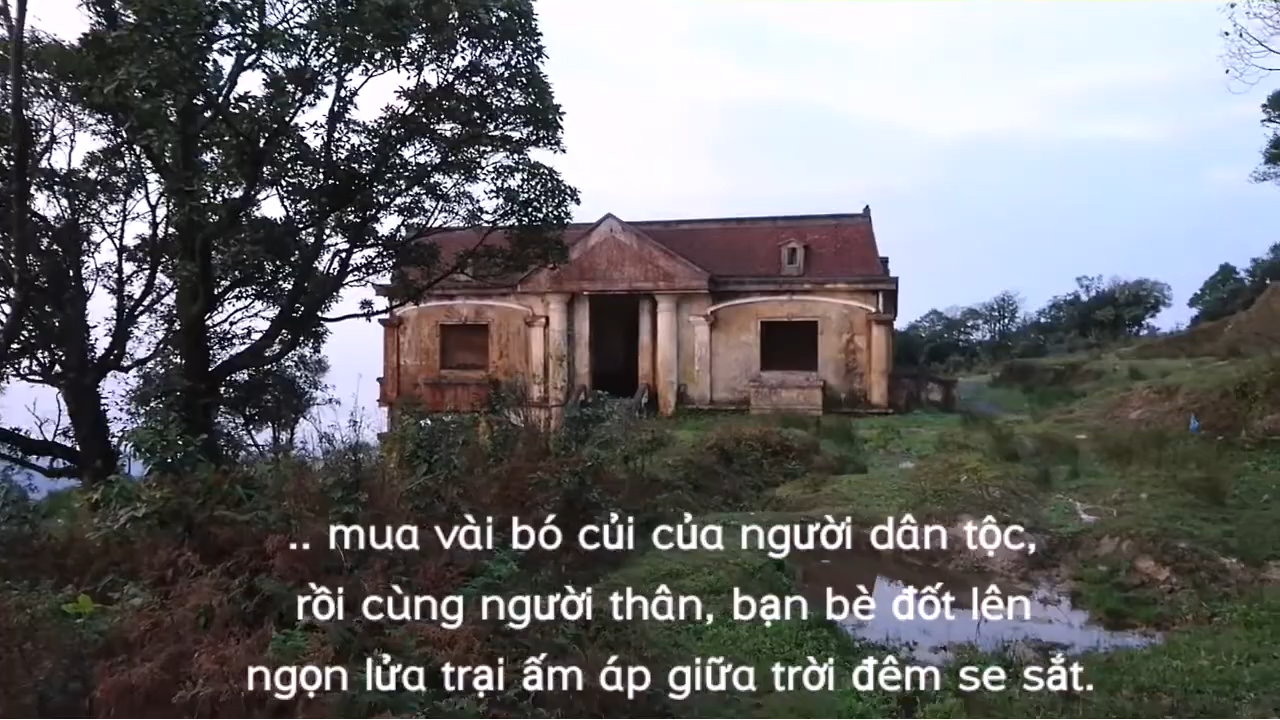 .. mua vài bó củi của người dân tộc,
rồi cùng người thân, bạn bè đốt lên
ngọn lửa trại ấm áp giữa trời đêm se sắt.